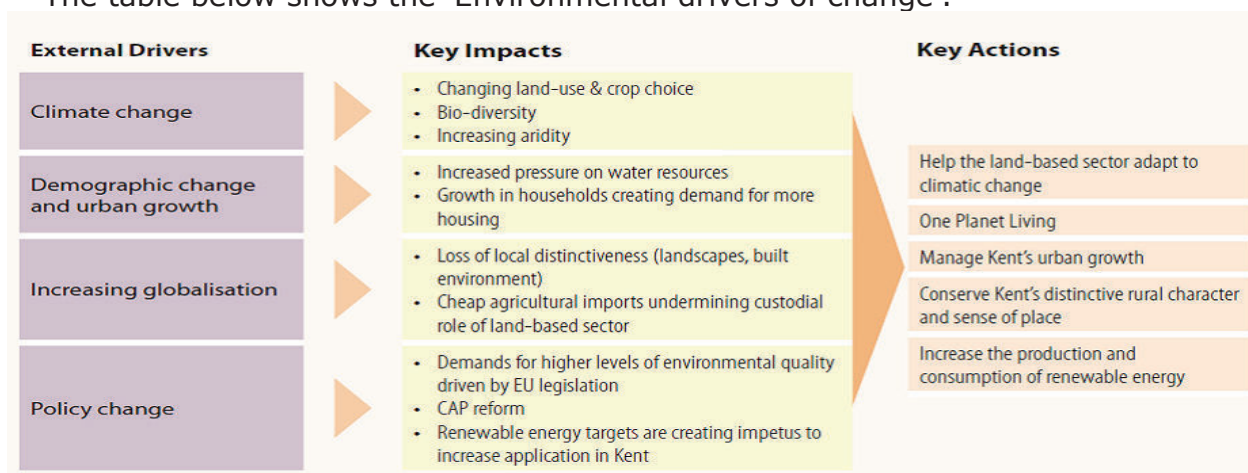 The table below shows the 'Environmental drivers of change'.
External Drivers
Key Impacts
Key Actions
Climate change
• Changing land-use & crop choice
• Bio-diversity
• Increasing aridity
Demographic change
and urban growth
• Increased pressure on water resources
• Growth in households creating demand for more
housing
Increasing globalisation
• Loss of local distinctiveness (landscapes, built
environment)
• Cheap agricultural imports undermining custodial
role of land-based sector
Policy change
• Demands for higher levels of environmental quality
driven by EU legislation
• CAP reform
• Renewable energy targets are creating impetus to
increase application in Kent
Help the land-based sector adapt to
climatic change
One Planet Living
Manage Kent's urban growth
Conserve Kent's distinctive rural character
and sense of place
Increase the production and
consumption of renewable energy